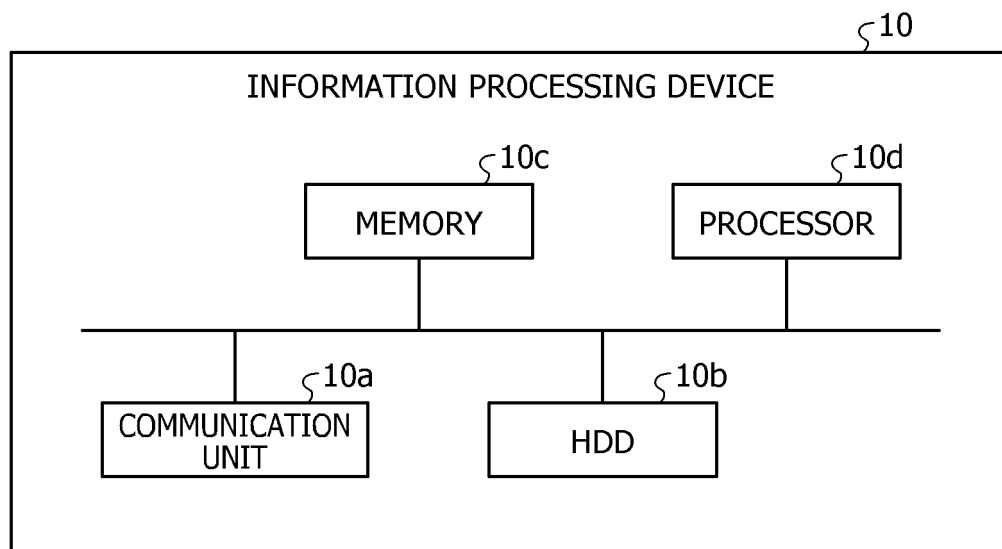 10
INFORMATION PROCESSING DEVICE
10c
10d
MEMORY
PROCESSOR
10a
10b
COMMUNICATION
UNIT
HDD